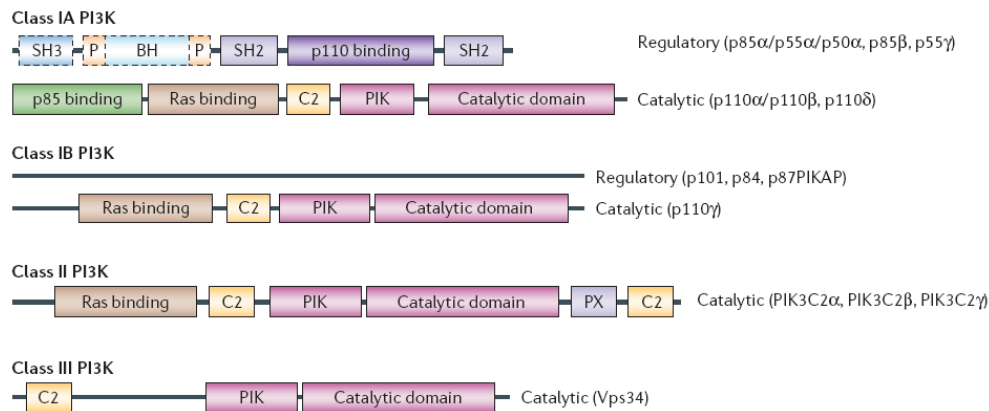 Class IA PI3K
SH3 P BH P SH2 p110 binding SH2 Regulatory (p85α/p55α/p50α, p85β, p55γ)
p85 binding Ras binding C2 PIK Catalytic domain Catalytic (p110α/p110β, p110δ)
Class IB PI3K
Regulatory (p101, p84, p87PIKAP)
Ras binding C2 PIK Catalytic domain Catalytic (p110γ)
Class II PI3K
Ras binding C2 PIK Catalytic domain PX C2 Catalytic (PIK3C2α, PIK3C2β, PIK3C2γ)
Class III PI3K
C2 PIK Catalytic domain Catalytic (Vps34)